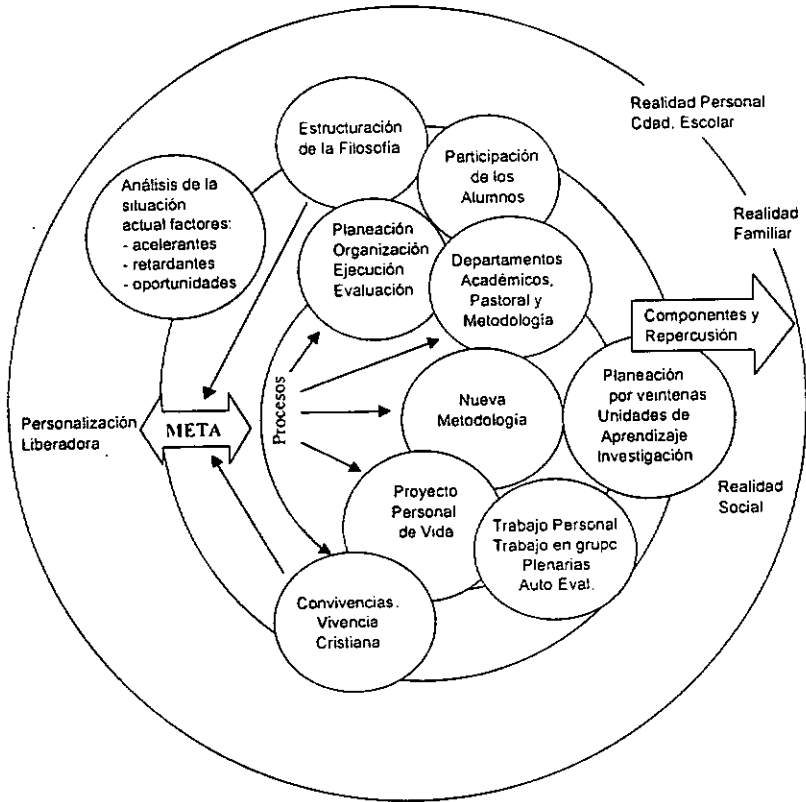 Estructuración
de la Filosofía
Participación
de los
Alumnos
Realidad Personal
Cdad. Escolar
Realidad
Familiar
Análisis de la
situación
actual factores:
- acelerantes
- retardantes
- oportunidades
Planeación
Organización
Ejecución
Evaluación
Departamentos
Académicos,
Pastoral y
Metodología
Componentes y
Repercusión
Personalización
Liberadora
META
Procesos
Nueva
Metodología
Planeación
por veintenas
Unidades de
Aprendizaje
Investigación
Realidad
Social
Proyecto
Personal
de Vida
Trabajo Personal
Trabajo en grupo
Plenarias
Auto Eval.
Convivencias.
Vivencia
Cristiana